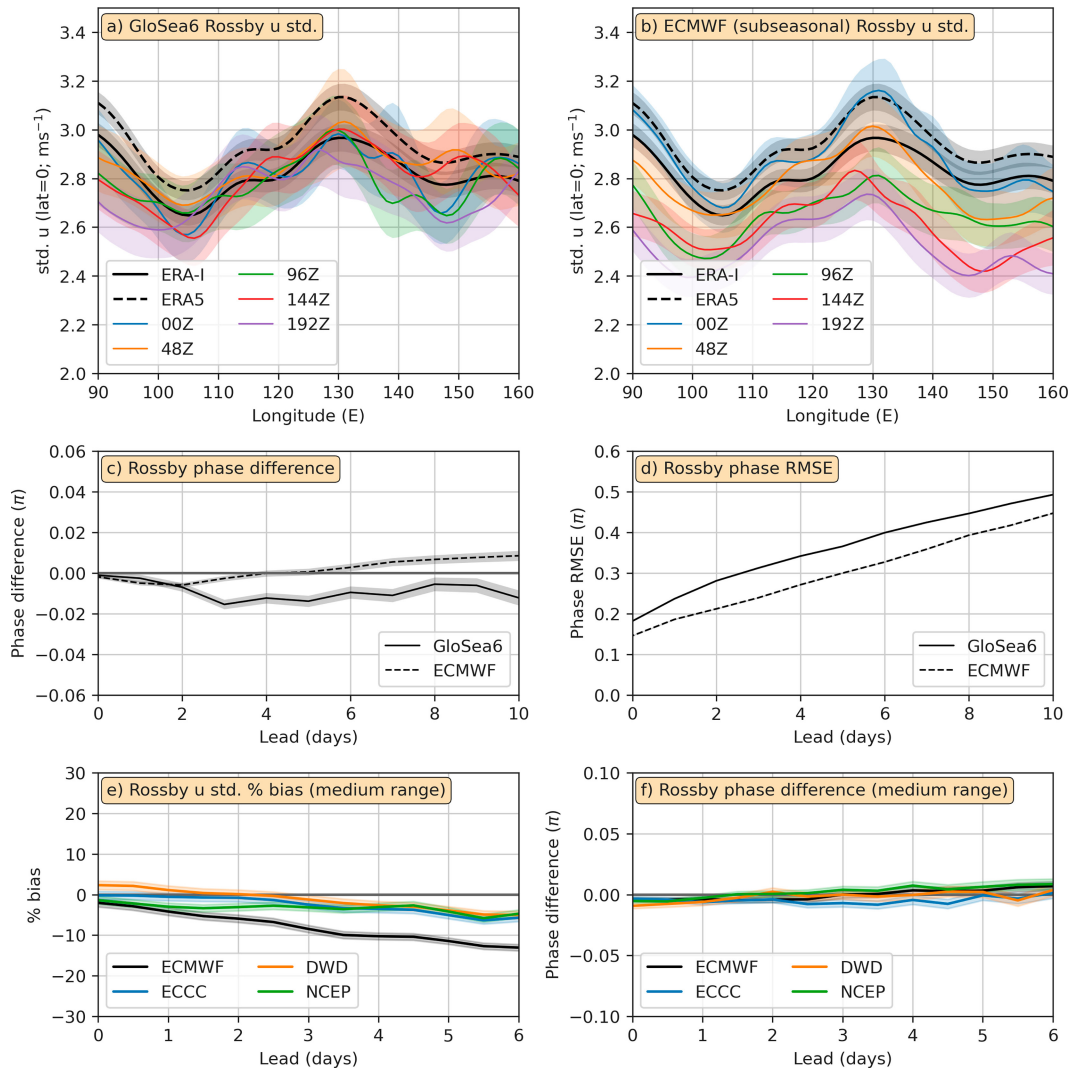 a) GloSea6 Rossby u std.
3.4
3.2
3.0
2.8
2.6
2.4
2.2
2.0
std. u (lat=0; ms⁻¹)
ERA-I
ERA5
00Z
48Z
96Z
144Z
192Z
90 100 110 120 130 140 150 160
Longitude (E)
b) ECMWF (subseasonal) Rossby u std.
3.4
3.2
3.0
2.8
2.6
2.4
2.2
2.0
std. u (lat=0; ms⁻¹)
ERA-I
ERA5
00Z
48Z
96Z
144Z
192Z
90 100 110 120 130 140 150 160
Longitude (E)
c) Rossby phase difference
0.06
0.04
0.02
0.00
−0.02
−0.04
−0.06
Phase difference (π)
GloSea6
ECMWF
0 2 4 6 8 10
Lead (days)
d) Rossby phase RMSE
0.6
0.5
0.4
0.3
0.2
0.1
0.0
Phase RMSE (π)
GloSea6
ECMWF
0 2 4 6 8 10
Lead (days)
e) Rossby u std. % bias (medium range)
30
20
10
0
−10
−20
−30
% bias
ECMWF
ECCC
DWD
NCEP
0 1 2 3 4 5 6
Lead (days)
f) Rossby phase difference (medium range)
0.10
0.05
0.00
−0.05
−0.10
Phase difference (π)
ECMWF
ECCC
DWD
NCEP
0 1 2 3 4 5 6
Lead (days)